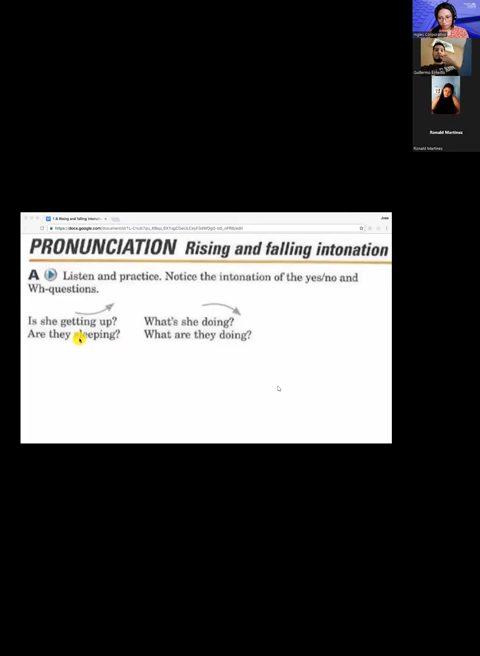 Ronald Martinez
Ronald Martinez
PRONUNCIATION Rising and falling intonation
A Listen and practice. Notice the intonation of the yes/no and
Wh-questions.
Is she getting up? What's she doing?
Are they sleeping? What are they doing?